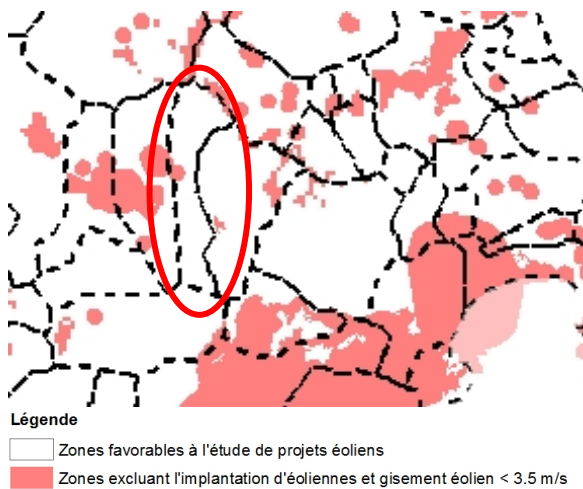 Légende
Zones favorables à l'étude de projets éoliens
Zones excluant l'implantation d'éoliennes et gisement éolien < 3.5 m/s